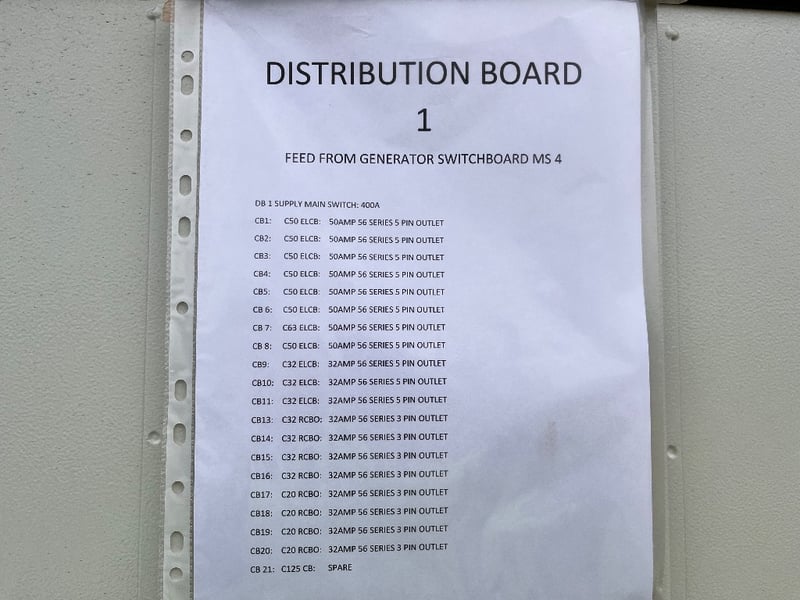 DISTRIBUTION BOARD
1
FEED FROM GENERATOR SWITCHBOARD MS 4
DB 1 SUPPLY MAIN SWITCH: 400A
CB1: C50 ELCB: 50AMP 56 SERIES 5 PIN OUTLET
CB2: C50 ELCB: 50AMP 56 SERIES 5 PIN OUTLET
CB3: C50 ELCB: 50AMP 56 SERIES 5 PIN OUTLET
CB4: C50 ELCB: 50AMP 56 SERIES 5 PIN OUTLET
CB5: C50 ELCB: 50AMP 56 SERIES 5 PIN OUTLET
CB 6: C50 ELCB: 50AMP 56 SERIES 5 PIN OUTLET
CB 7: C63 ELCB: 50AMP 56 SERIES 5 PIN OUTLET
CB 8: C50 ELCB: 50AMP 56 SERIES 5 PIN OUTLET
CB9: C32 ELCB: 32AMP 56 SERIES 5 PIN OUTLET
CB10: C32 ELCB: 32AMP 56 SERIES 5 PIN OUTLET
CB11: C32 ELCB: 32AMP 56 SERIES 5 PIN OUTLET
CB13: C32 RCBO: 32AMP 56 SERIES 3 PIN OUTLET
CB14: C32 RCBO: 32AMP 56 SERIES 3 PIN OUTLET
CB15: C32 RCBO: 32AMP 56 SERIES 3 PIN OUTLET
CB16: C32 RCBO: 32AMP 56 SERIES 3 PIN OUTLET
CB17: C20 RCBO: 32AMP 56 SERIES 3 PIN OUTLET
CB18: C20 RCBO: 32AMP 56 SERIES 3 PIN OUTLET
CB19: C20 RCBO: 32AMP 56 SERIES 3 PIN OUTLET
CB20: C20 RCBO: 32AMP 56 SERIES 3 PIN OUTLET
CB 21: C125 CB: SPARE